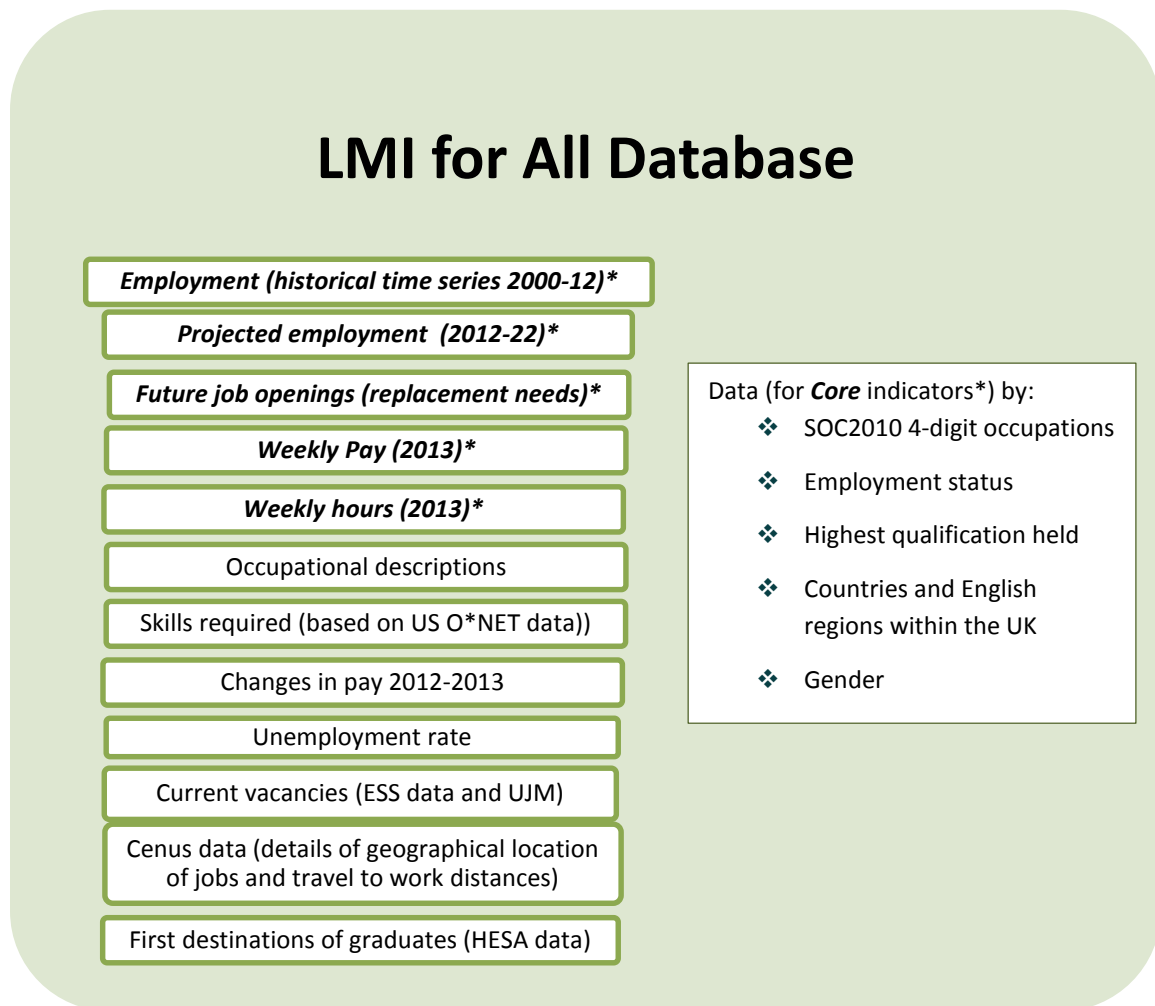 LMI for All Database
Employment (historical time series 2000-12)*
Projected employment (2012-22)*
Future job openings (replacement needs)*
Weekly Pay (2013)*
Weekly hours (2013)*
Occupational descriptions
Skills required (based on US O*NET data))
Changes in pay 2012-2013
Unemployment rate
Current vacancies (ESS data and UJM)
Cenus data (details of geographical location
of jobs and travel to work distances)
First destinations of graduates (HESA data)
Data (for Core indicators*) by:
❖ SOC2010 4-digit occupations
❖ Employment status
❖ Highest qualification held
❖ Countries and English
regions within the UK
❖ Gender